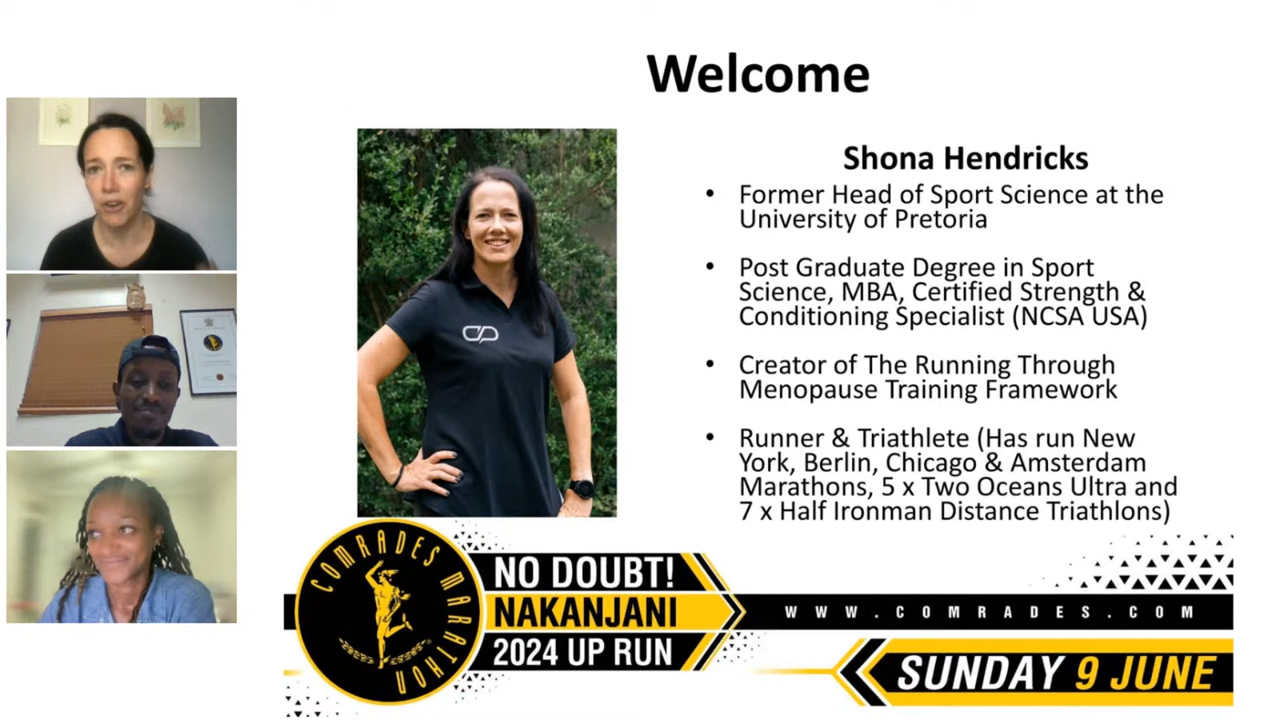 Welcome
Shona Hendricks
• Former Head of Sport Science at the
University of Pretoria
• Post Graduate Degree in Sport
Science, MBA, Certified Strength &
Conditioning Specialist (NCSA USA)
• Creator of The Running Through
Menopause Training Framework
• Runner & Triathlete (Has run New
York, Berlin, Chicago & Amsterdam
Marathons, 5 x Two Oceans Ultra and
7 x Half Ironman Distance Triathlons)
COMRADES MARATHON
NO DOUBT!
NAKANJANI
2024 UP RUN
WWW.COMRADES.COM
SUNDAY 9 JUNE